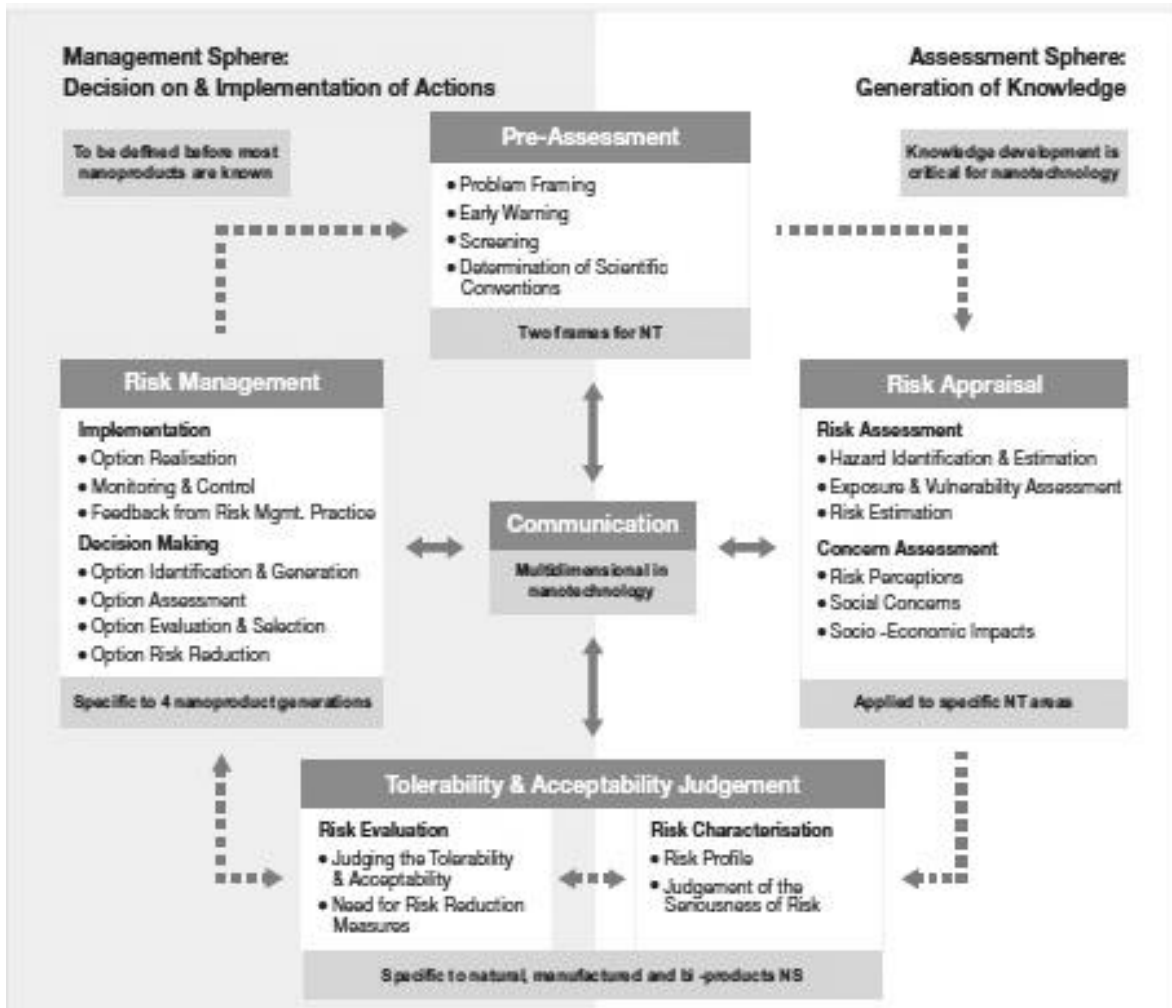 Management Sphere:
Decision on & Implementation of Actions
Assessment Sphere:
Generation of Knowledge
To be defined before most
nanoproducts are known
Pre-Assessment
• Problem Framing
• Early Warning
• Screening
• Determination of Scientific
Conventions
Two frames for NT
Knowledge development is
critical for nanotechnology
Risk Management
Implementation
• Option Realisation
• Monitoring & Control
• Feedback from Risk Mgmt. Practice
Decision Making
• Option Identification & Generation
• Option Assessment
• Option Evaluation & Selection
• Option Risk Reduction
Specific to 4 nanoproduct generations
Communication
Multidimensional in
nanotechnology
Risk Appraisal
Risk Assessment
• Hazard Identification & Estimation
• Exposure & Vulnerability Assessment
• Risk Estimation
Concern Assessment
• Risk Perceptions
• Social Concerns
• Socio -Economic Impacts
Applied to specific NT areas
Tolerability & Acceptability Judgement
Risk Evaluation
• Judging the Tolerability
& Acceptability
• Need for Risk Reduction
Measures
Risk Characterisation
• Risk Profile
• Judgement of the
Seriousness of Risk
Specific to natural, manufactured and bi -products NS